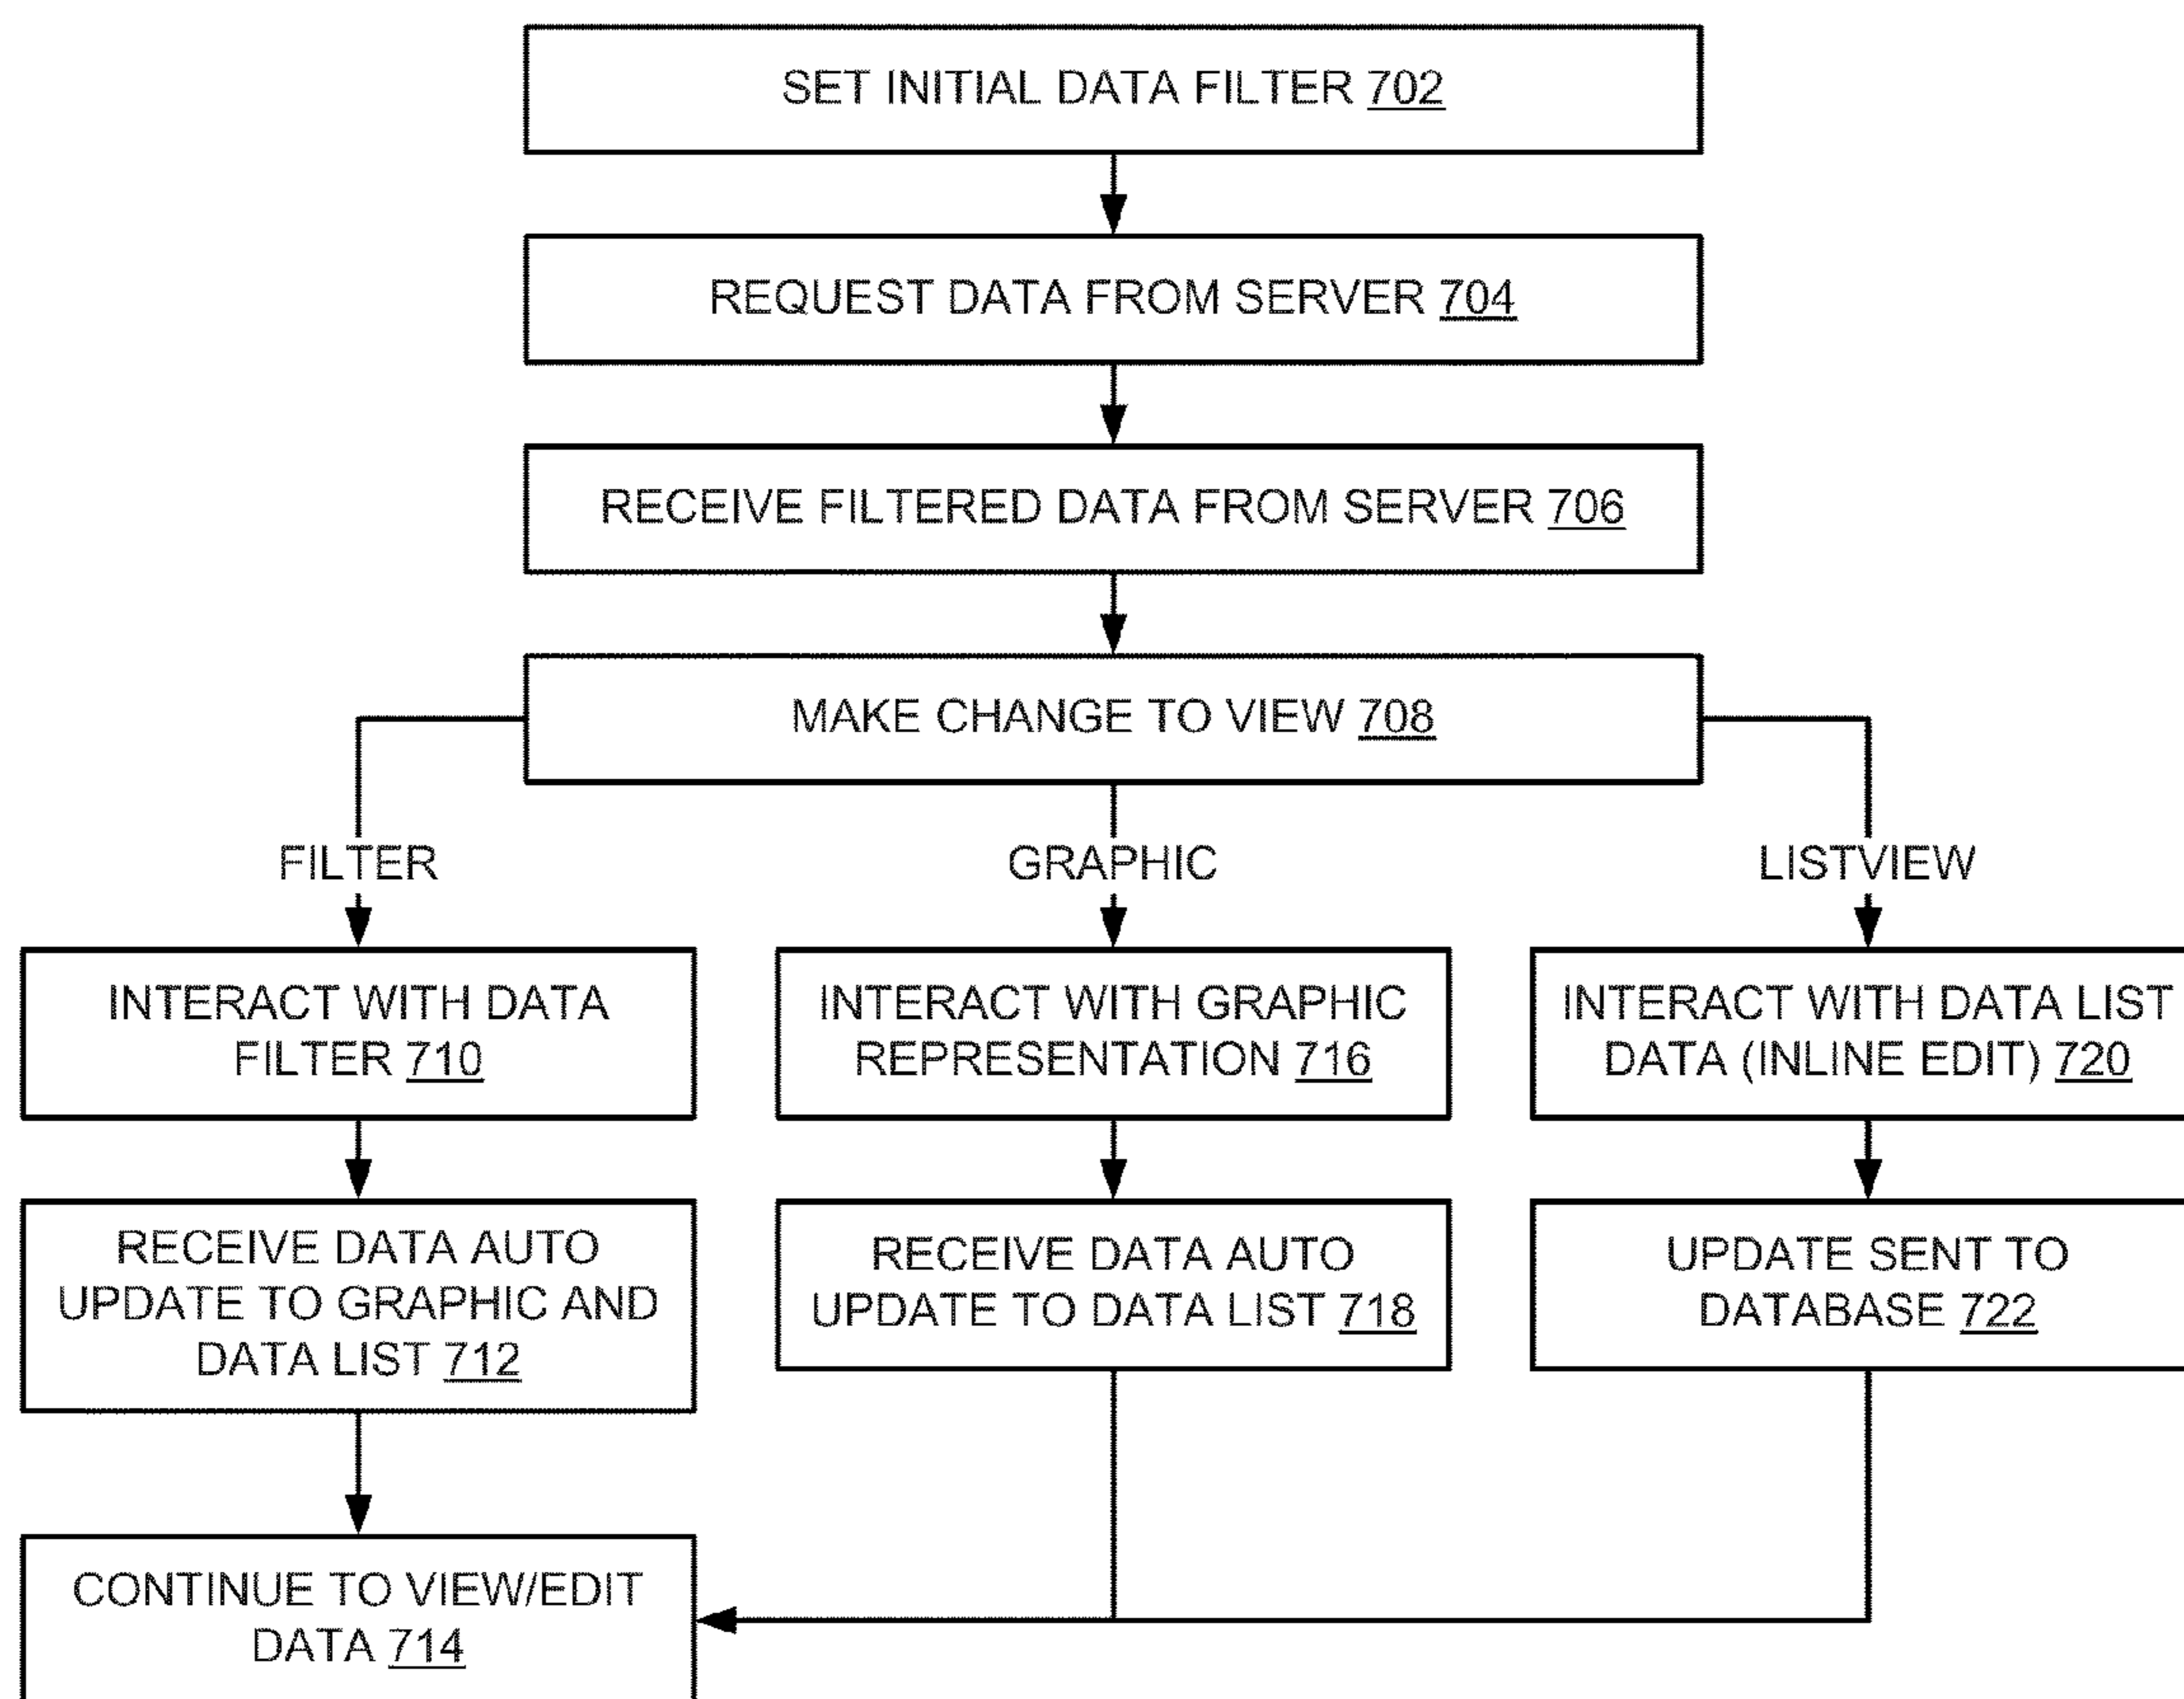 SET INITIAL DATA FILTER 702
REQUEST DATA FROM SERVER 704
RECEIVE FILTERED DATA FROM SERVER 706
MAKE CHANGE TO VIEW 708
FILTER
GRAPHIC
LISTVIEW
INTERACT WITH DATA
FILTER 710
INTERACT WITH GRAPHIC
REPRESENTATION 716
INTERACT WITH DATA LIST
DATA (INLINE EDIT) 720
RECEIVE DATA AUTO
UPDATE TO GRAPHIC AND
DATA LIST 712
RECEIVE DATA AUTO
UPDATE TO DATA LIST 718
UPDATE SENT TO
DATABASE 722
CONTINUE TO VIEW/EDIT
DATA 714